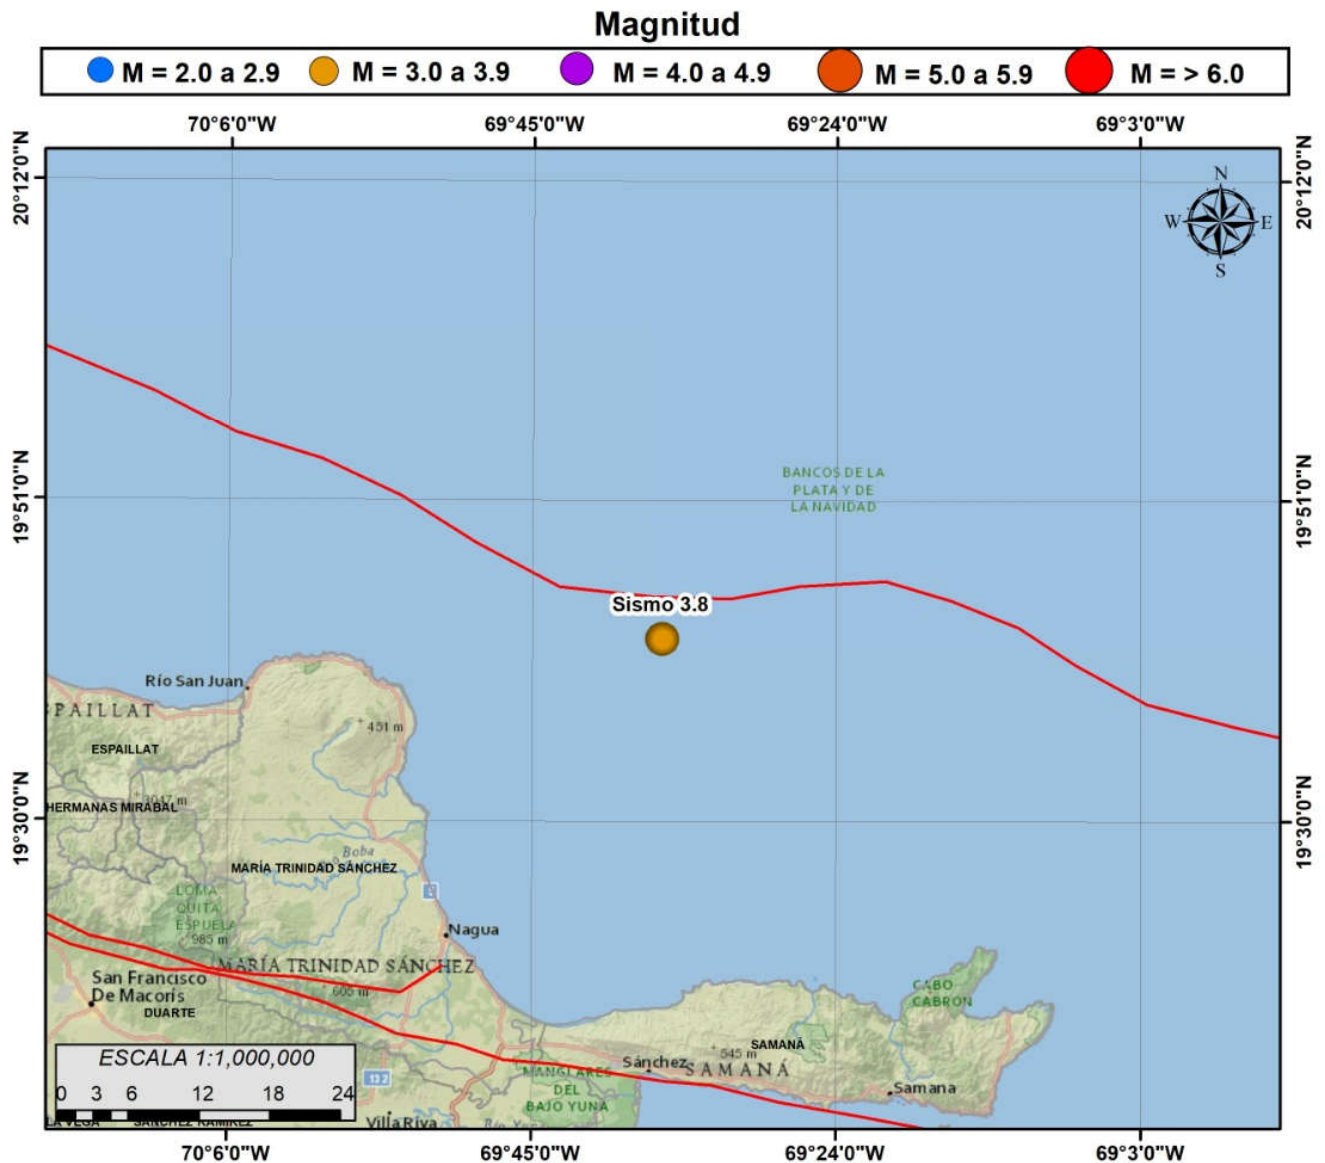 Magnitud
M = 2.0 a 2.9 M = 3.0 a 3.9 M = 4.0 a 4.9 M = 5.0 a 5.9 M = > 6.0
70°6'0"W 69°45'0"W 69°24'0"W 69°3'0"W
20°12'0"N
20°12'0"N
N
W E
S
19°51'0"N
19°51'0"N
BANCOS DE LA
PLATA Y DE
LA NAVIDAD
Sismo 3.8
Río San Juan
PAILLAT
451 m
ESPAILLAT
HERMANAS MIRABAL
19°30'0"N
19°30'0"N
Boba
MARÍA TRINIDAD SÁNCHEZ
5
LOMA
QUITA
ESPUELA
985 m
Nagua
MARÍA TRINIDAD SÁNCHEZ
San Francisco
De Macorís
605 m
DUARTE
CABO
CABRON
ESCALA 1:1,000,000
0 3 6 12 18 24
132
SAMANÁ
545 m
Sánchez
SAMANÁ
MANGLARES
DEL
BAJO YUNA
Samana
LA VEGA SANCHEZ RAMIREZ
Villa Riva
70°6'0"W 69°45'0"W 69°24'0"W 69°3'0"W